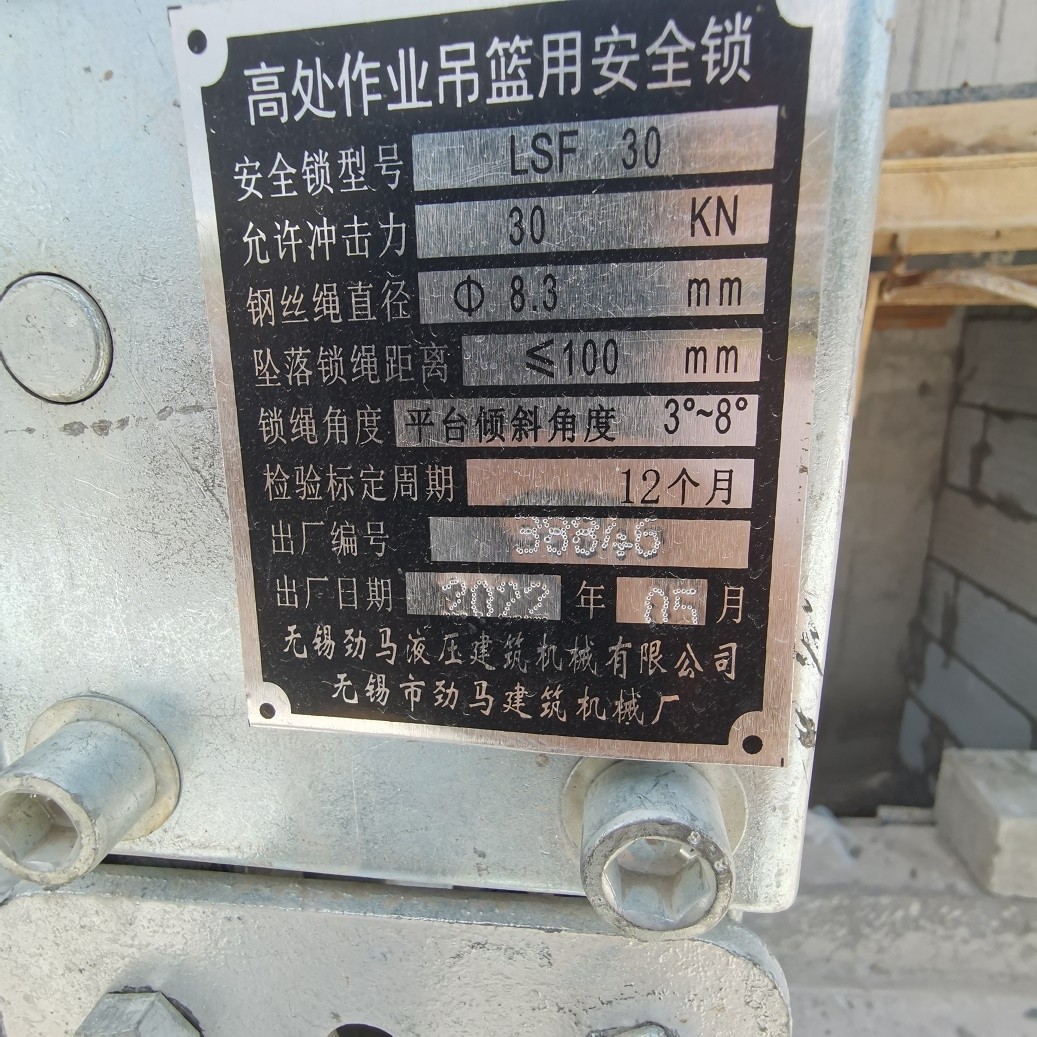 高处作业吊篮用安全锁
安全锁型号 LSF 30
允许冲击力 30 KN
钢丝绳直径 Φ 8.3 mm
坠落锁绳距离 ≤100 mm
锁绳角度 平台倾斜角度 3°~8°
检验标定周期 12个月
出厂编号
出厂日期 2022 年 05 月
无锡劲马液压建筑机械有限公司
无锡市劲马建筑机械厂